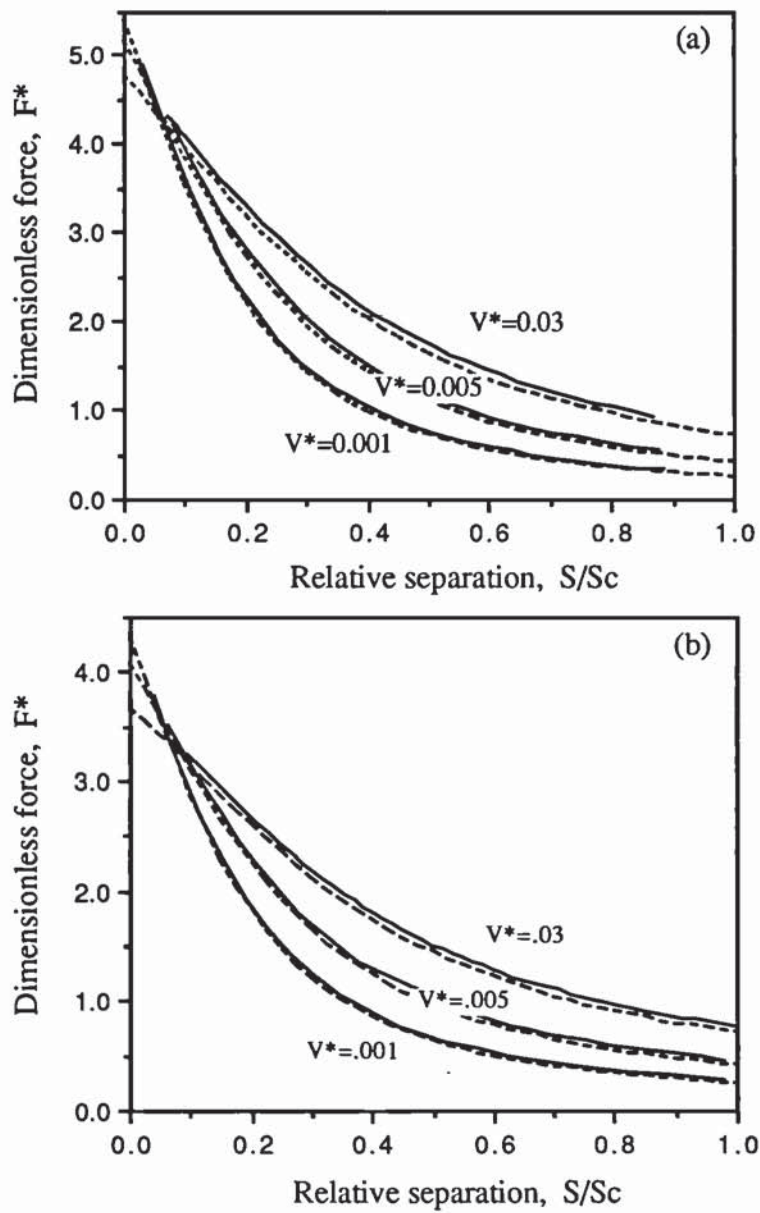 (a)
Dimensionless force, F*
5.0
4.0
3.0
2.0
1.0
0.0
V*=0.03
V*=0.005
V*=0.001
0.0 0.2 0.4 0.6 0.8 1.0
Relative separation, S/Sc
(b)
Dimensionless force, F*
4.0
3.0
2.0
1.0
0.0
V*=.03
V*=.005
V*=.001
0.0 0.2 0.4 0.6 0.8 1.0
Relative separation, S/Sc